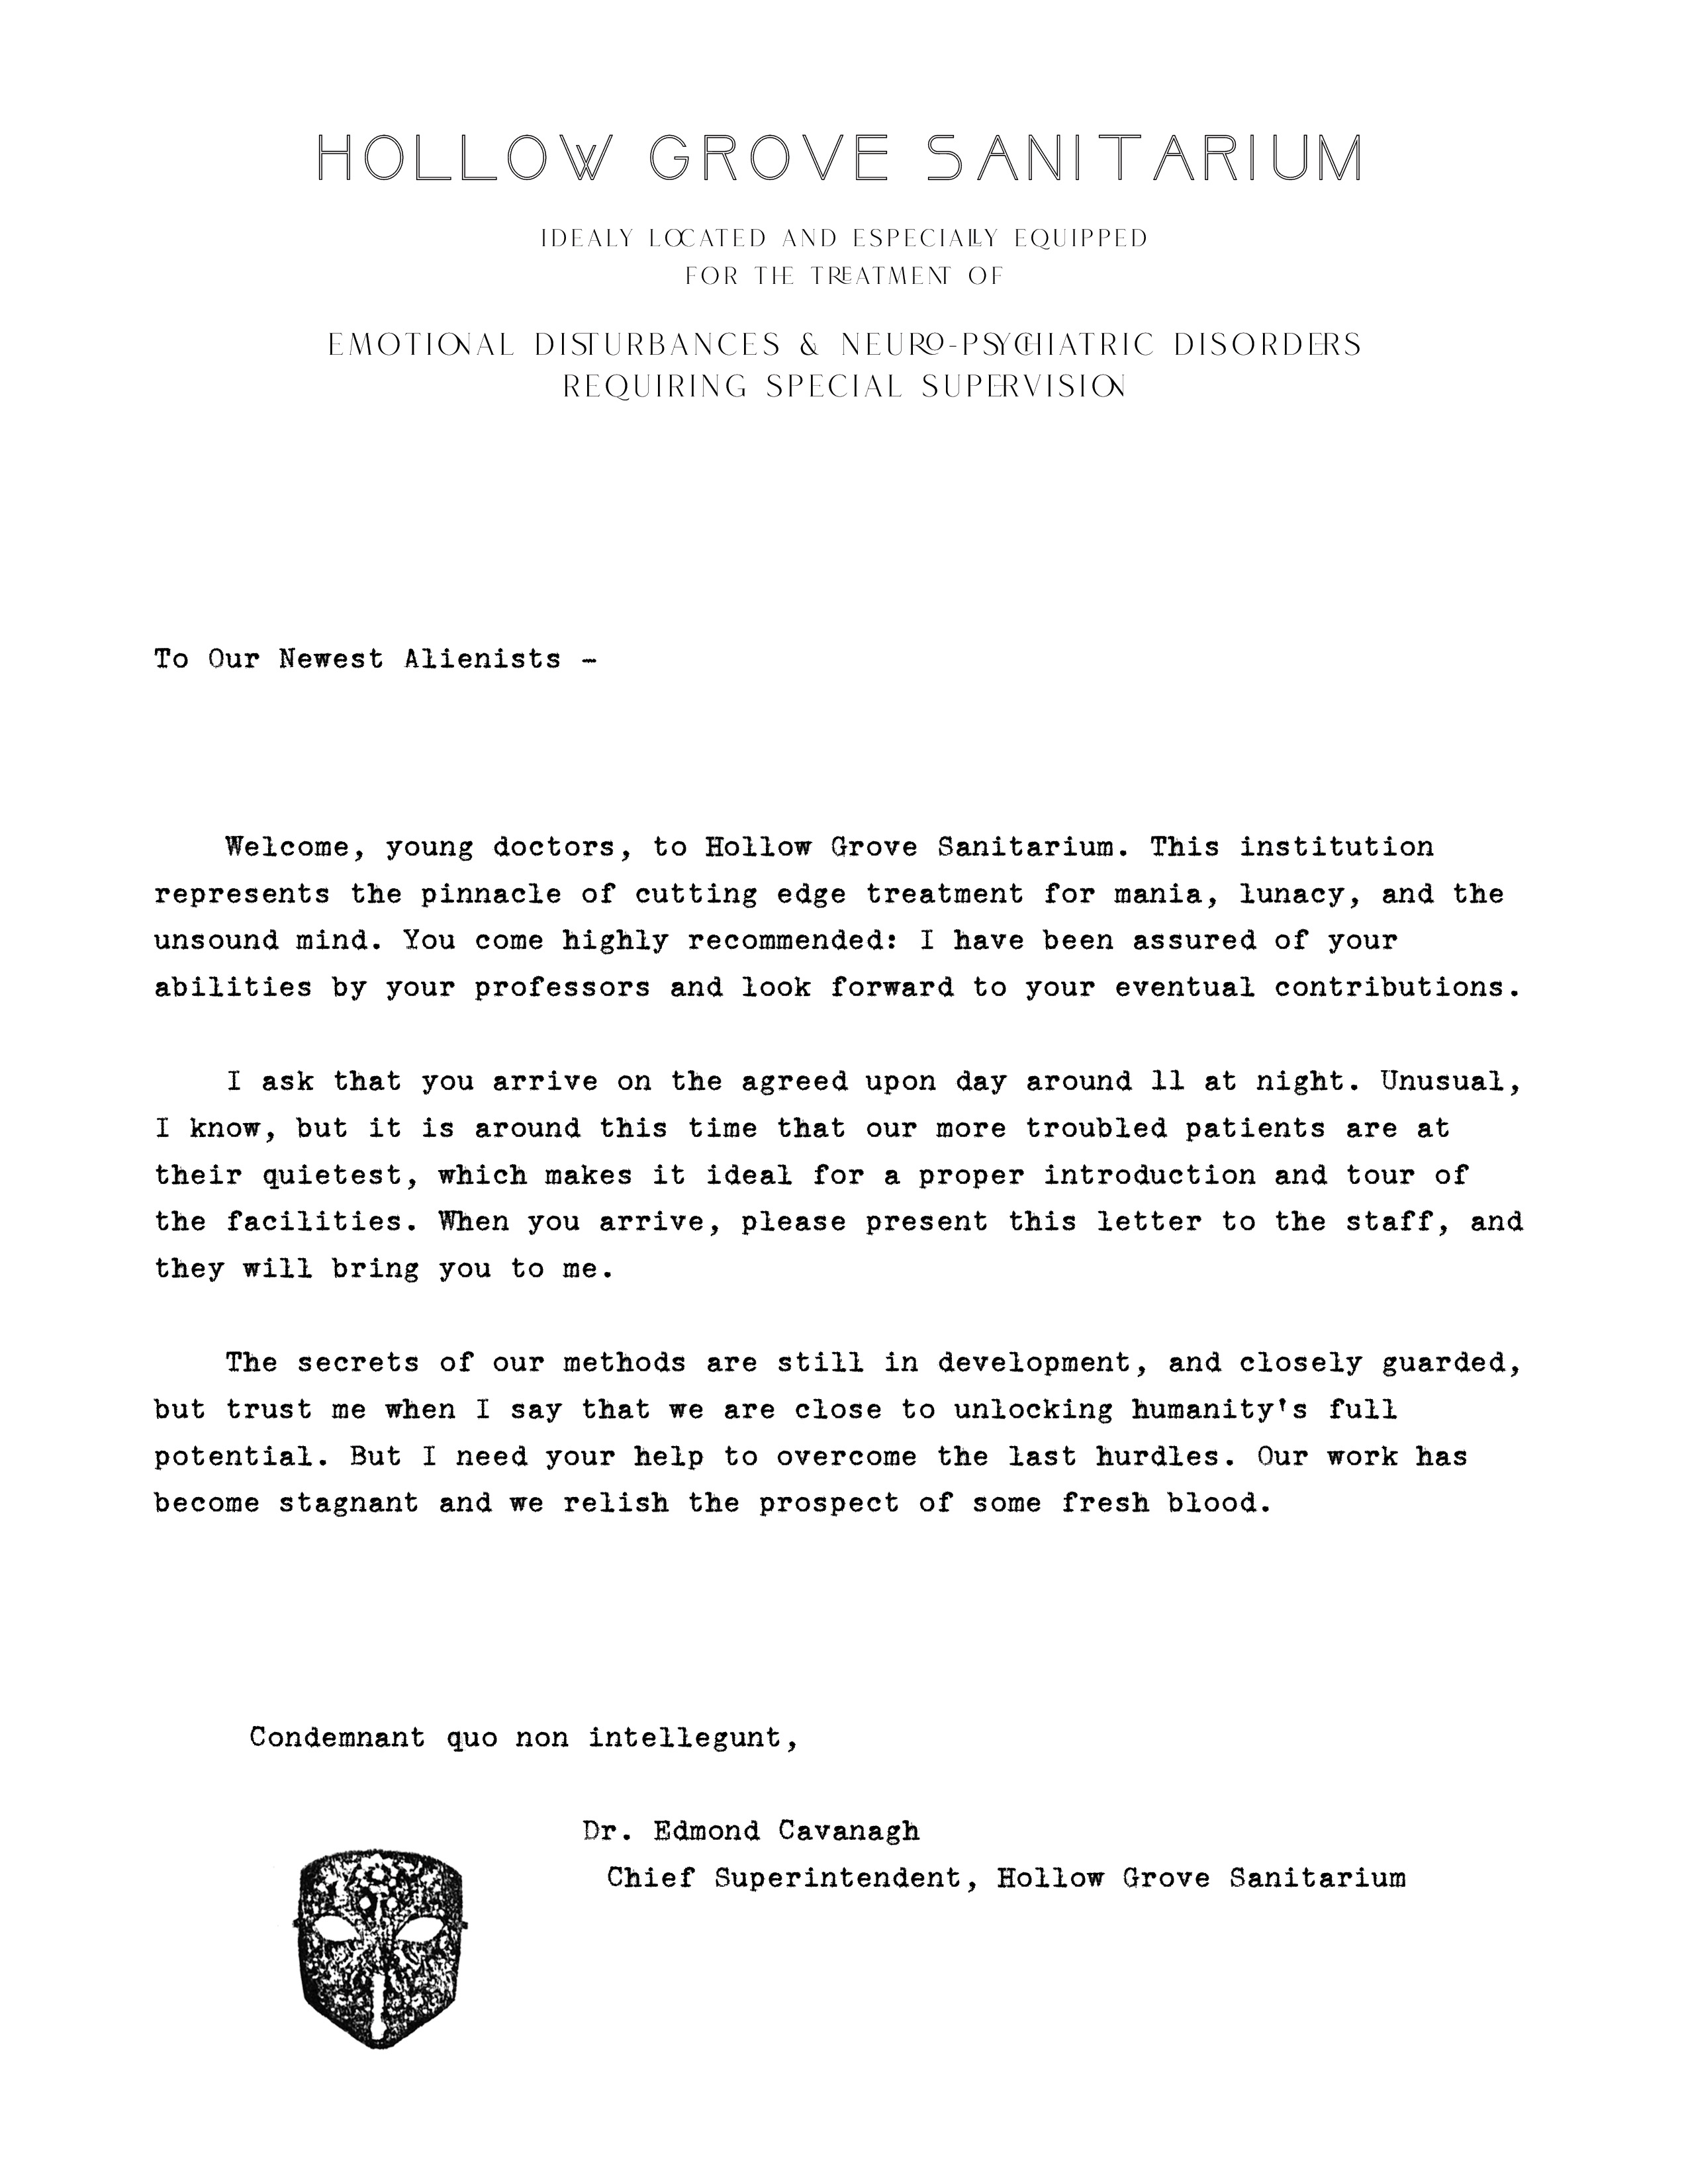 HOLLOW GROVE SANITARIUM
IDEALY LOCATED AND ESPECIALLY EQUIPPED
FOR THE TREATMENT OF
EMOTIONAL DISTURBANCES & NEURO-PSYCHIATRIC DISORDERS
REQUIRING SPECIAL SUPERVISION
To Our Newest Alienists –
Welcome, young doctors, to Hollow Grove Sanitarium. This institution
represents the pinnacle of cutting edge treatment for mania, lunacy, and the
unsound mind. You come highly recommended: I have been assured of your
abilities by your professors and look forward to your eventual contributions.
I ask that you arrive on the agreed upon day around 11 at night. Unusual,
I know, but it is around this time that our more troubled patients are at
their quietest, which makes it ideal for a proper introduction and tour of
the facilities. When you arrive, please present this letter to the staff, and
they will bring you to me.
The secrets of our methods are still in development, and closely guarded,
but trust me when I say that we are close to unlocking humanity's full
potential. But I need your help to overcome the last hurdles. Our work has
become stagnant and we relish the prospect of some fresh blood.
Condemnant quo non intellegunt,
Dr. Edmond Cavanagh
Chief Superintendent, Hollow Grove Sanitarium